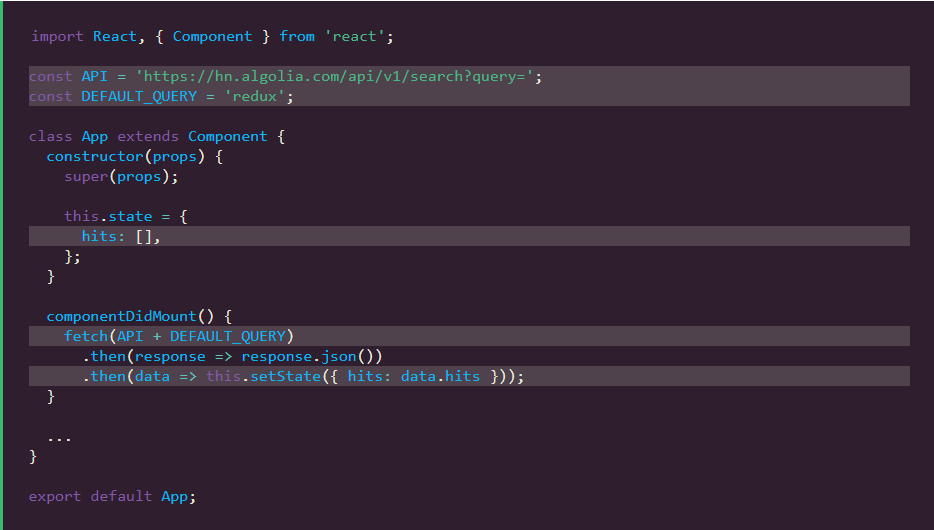 import React, { Component } from 'react';
const API = 'https://hn.algolia.com/api/v1/search?query=';
const DEFAULT_QUERY = 'redux';
class App extends Component {
  constructor(props) {
    super(props);
    this.state = {
      hits: [],
    };
  }
  componentDidMount() {
    fetch(API + DEFAULT_QUERY)
      .then(response => response.json())
      .then(data => this.setState({ hits: data.hits }));
  }
  ...
}
export default App;